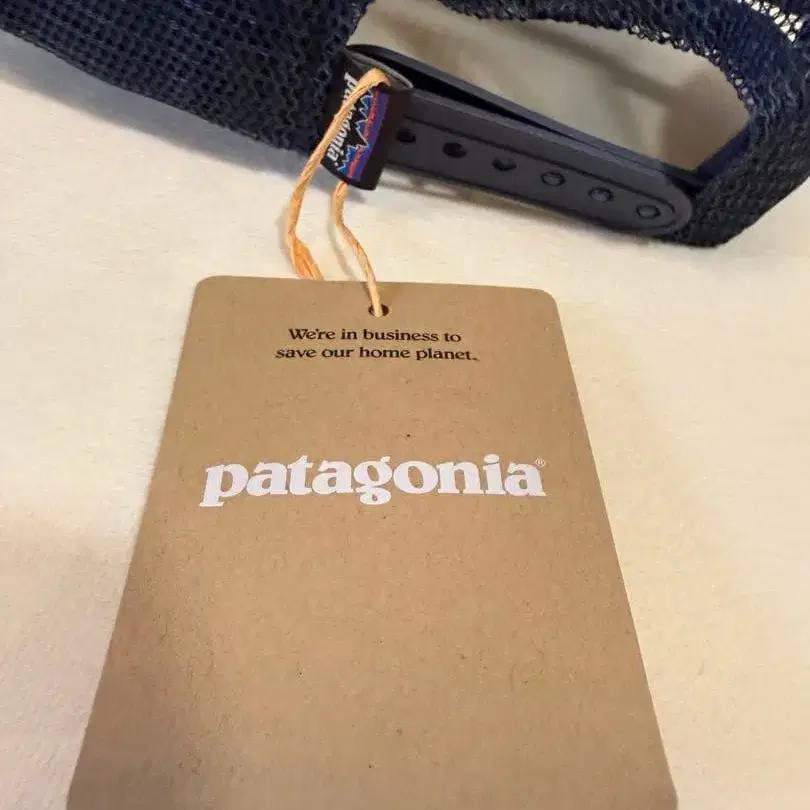 patagonia
We're in business to
save our home planet.
patagonia®